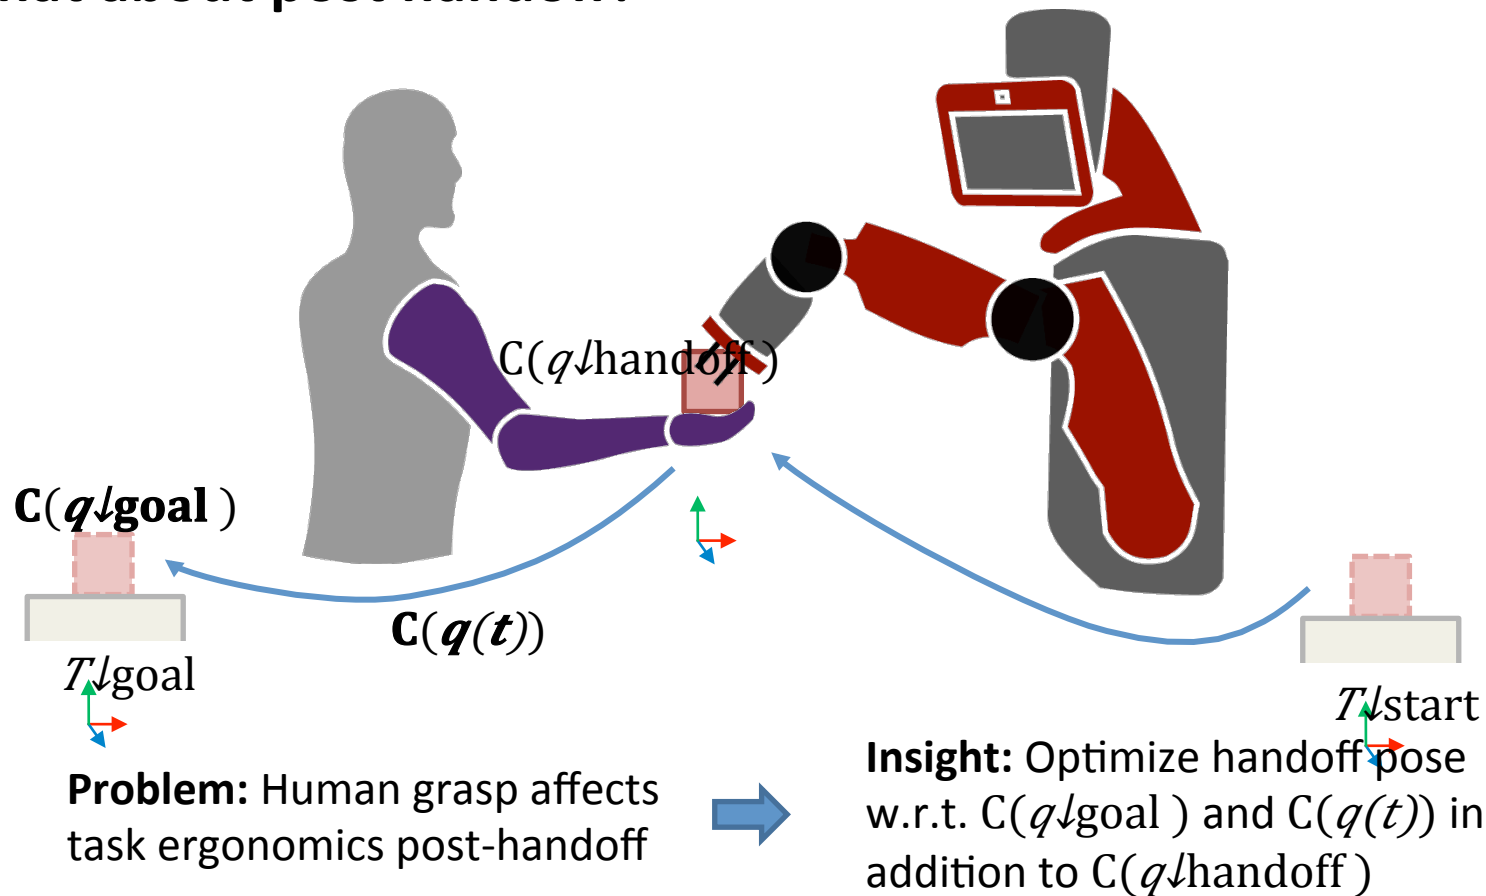 C(q↓handoff )
C(q↓goal )
C(q(t))
T↓goal
T↓start
Problem: Human grasp affects
task ergonomics post-handoff
Insight: Optimize handoff pose
w.r.t. C(q↓goal ) and C(q(t)) in
addition to C(q↓handoff )